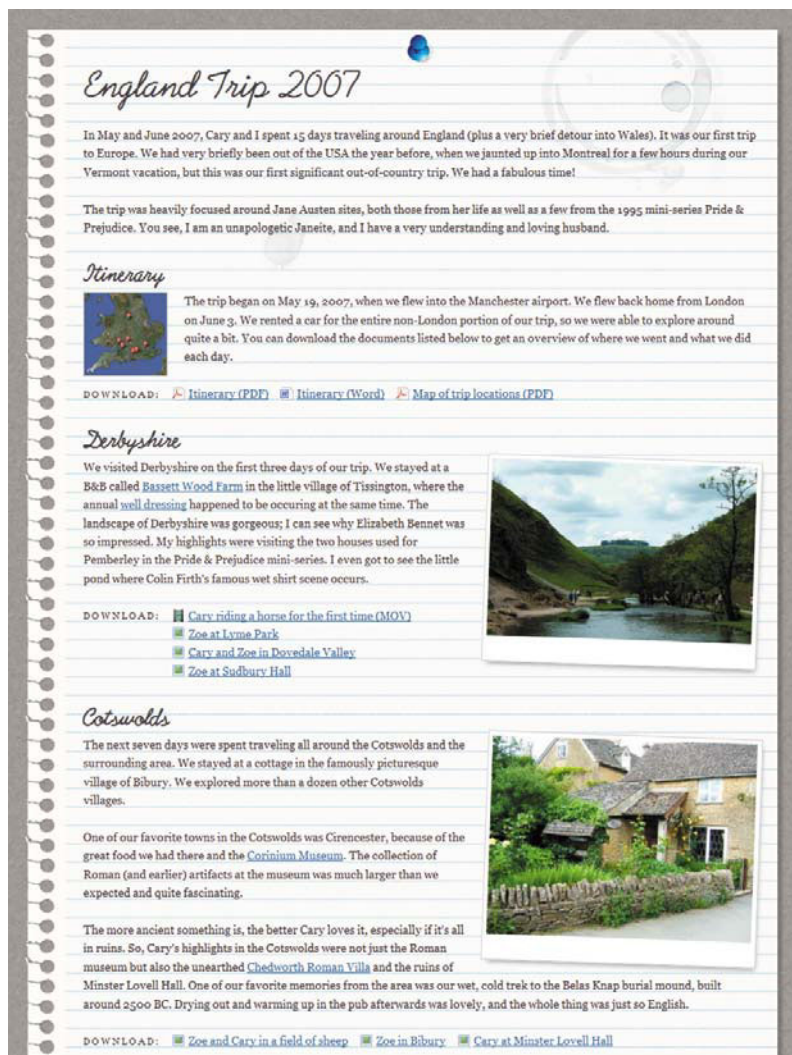 England Trip 2007
In May and June 2007, Cary and I spent 15 days traveling around England (plus a very brief detour into Wales). It was our first trip
to Europe. We had very briefly been out of the USA the year before, when we jaunted up into Montreal for a few hours during our
Vermont vacation, but this was our first significant out-of-country trip. We had a fabulous time!
The trip was heavily focused around Jane Austen sites, both those from her life as well as a few from the 1995 mini-series Pride &
Prejudice. You see, I am an unapologetic Janeite, and I have a very understanding and loving husband.
Itinerary
The trip began on May 19, 2007, when we flew into the Manchester airport. We flew back home from London
on June 3. We rented a car for the entire non-London portion of our trip, so we were able to explore around
quite a bit. You can download the documents listed below to get an overview of where we went and what we did
each day.
DOWNLOAD: Itinerary (PDF) Itinerary (Word) Map of trip locations (PDF)
Derbyshire
We visited Derbyshire on the first three days of our trip. We stayed at a
B&B called Bassett Wood Farm in the little village of Tissington, where the
annual well dressing happened to be occuring at the same time. The
landscape of Derbyshire was gorgeous; I can see why Elizabeth Bennet was
so impressed. My highlights were visiting the two houses used for
Pemberley in the Pride & Prejudice mini-series. I even got to see the little
pond where Colin Firth's famous wet shirt scene occurs.
DOWNLOAD: Cary riding a horse for the first time (MOV)
Zoe at Lyme Park
Cary and Zoe in Dovedale Valley
Zoe at Sudbury Hall
Cotswolds
The next seven days were spent traveling all around the Cotswolds and the
surrounding area. We stayed at a cottage in the famously picturesque
village of Bibury. We explored more than a dozen other Cotswolds
villages.
One of our favorite towns in the Cotswolds was Cirencester, because of the
great food we had there and the Corinium Museum. The collection of
Roman (and earlier) artifacts at the museum was much larger than we
expected and quite fascinating.
The more ancient something is, the better Cary loves it, especially if it's all
in ruins. So, Cary's highlights in the Cotswolds were not just the Roman
museum but also the unearthed Chedworth Roman Villa and the ruins of
Minster Lovell Hall. One of our favorite memories from the area was our wet, cold trek to the Belas Knap burial mound, built
around 2500 BC. Drying out and warming up in the pub afterwards was lovely, and the whole thing was just so English.
DOWNLOAD: Zoe and Cary in a field of sheep Zoe in Bibury Cary at Minster Lovell Hall